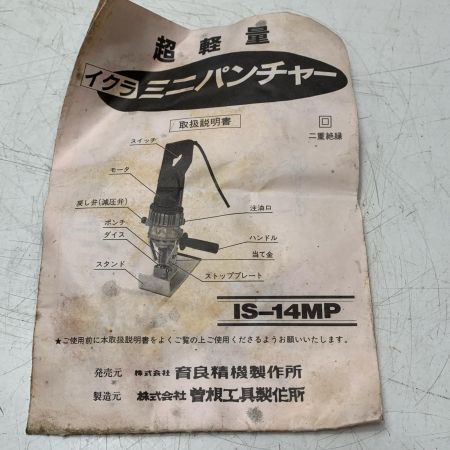 超軽量
イクラミニパンチャー
取扱説明書
二重絶縁
スイッチ
モータ
戻し弁(減圧弁)
ポンチ
ダイス
スタンド
注油口
ハンドル
当て金
ストッププレート
IS-14MP
★ご使用前に本取扱説明書をよくご覧の上ご使用くださるようお願いいたします。
発売元 株式会社 育良精機製作所
製造元 株式会社 曽根工具製作所